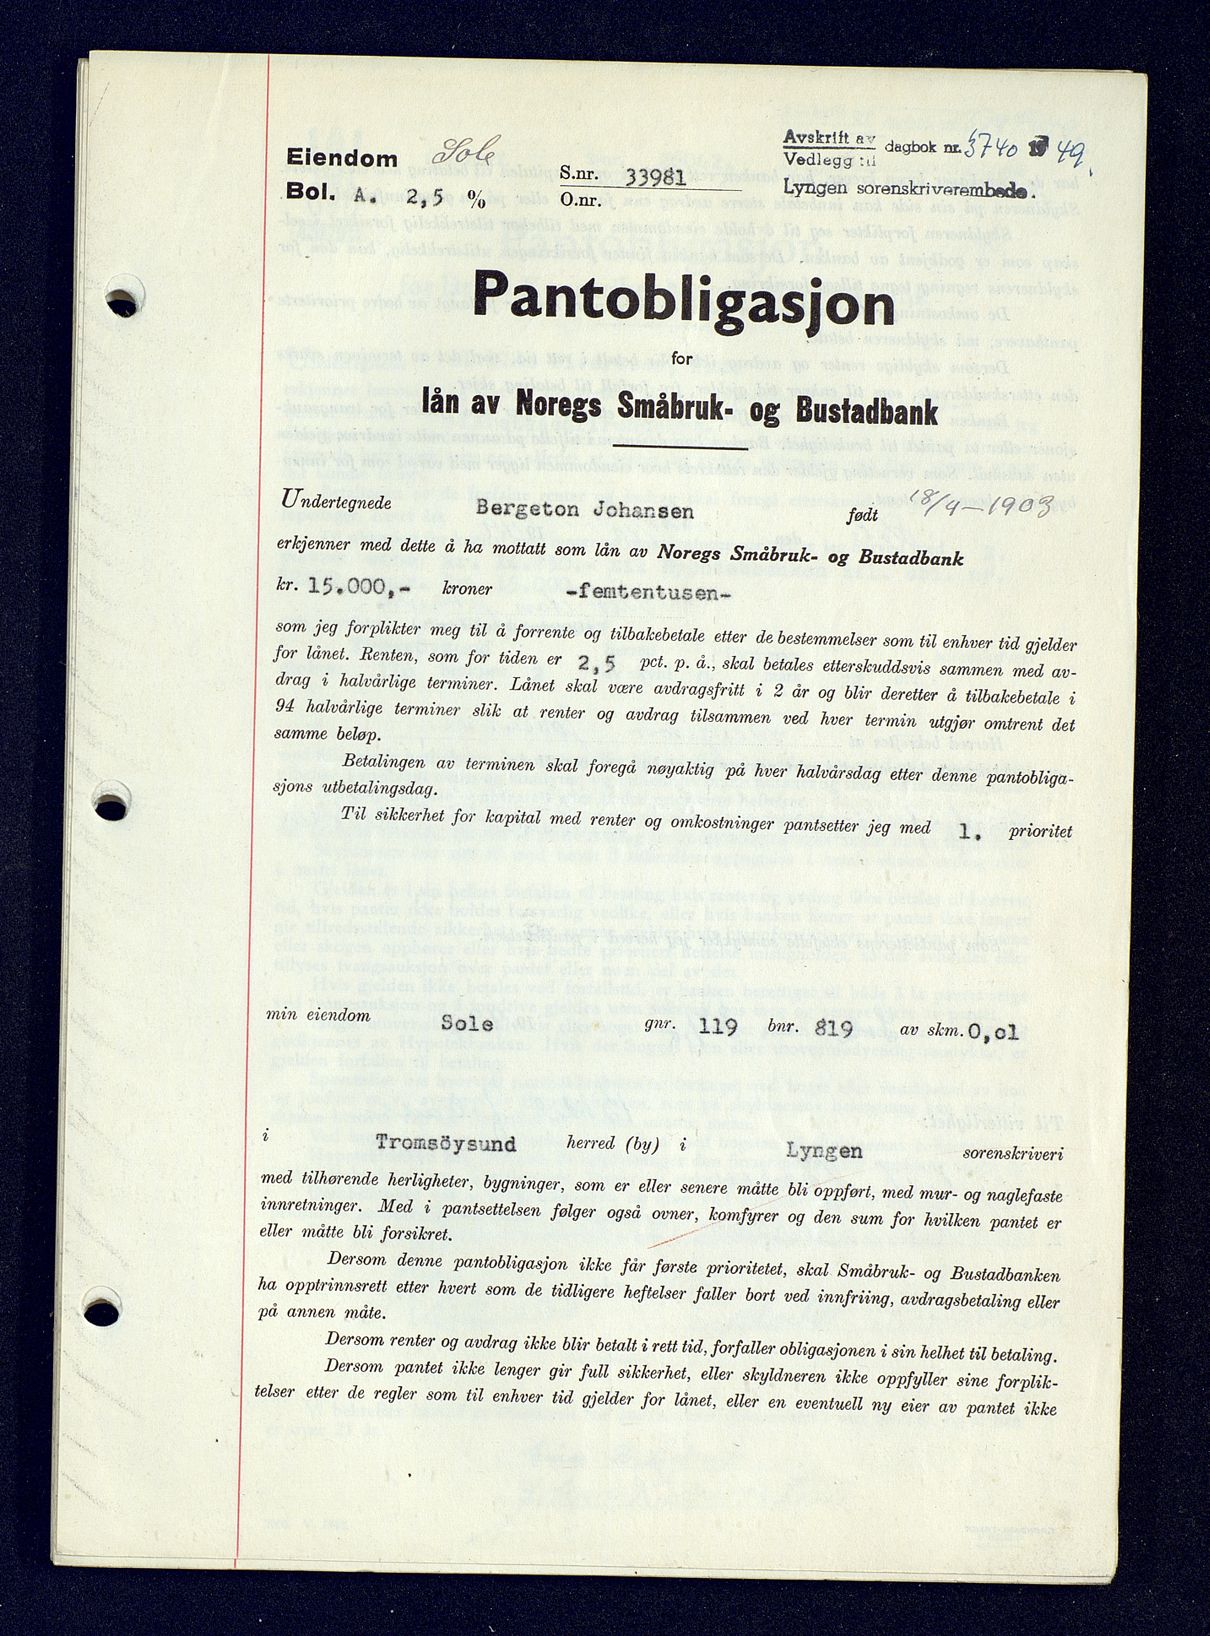 Eiendom Sole
Bol. A. 2,5 %
S.nr. 33981
O.nr.
Avskrift av
Vedlegg til
dagbok nr. 3740 1949.
Lyngen sorenskriverembede.
Pantobligasjon
for
lån av Noregs Småbruk- og Bustadbank
Undertegnede Bergeton Johansen født 18/4-1903
erkjenner med dette å ha mottatt som lån av Noregs Småbruk- og Bustadbank
kr. 15.000,- kroner -femtentusen-
som jeg forplikter meg til å forrente og tilbakebetale etter de bestemmelser som til enhver tid gjelder
for lånet. Renten, som for tiden er 2,5 pct. p. å., skal betales etterskuddsvis sammen med av-
drag i halvårlige terminer. Lånet skal være avdragsfritt i 2 år og blir deretter å tilbakebetale i
94 halvårlige terminer slik at renter og avdrag tilsammen ved hver termin utgjør omtrent det
samme beløp.
Betalingen av terminen skal foregå nøyaktig på hver halvårsdag etter denne pantobliga-
sjons utbetalingsdag.
Til sikkerhet for kapital med renter og omkostninger pantsetter jeg med 1. prioritet
min eiendom Sole gnr. 119 bnr. 819 av skm. 0,01
i Tromsöysund herred (by) i Lyngen sorenskriveri
med tilhørende herligheter, bygninger, som er eller senere måtte bli oppført, med mur- og naglefaste
innretninger. Med i pantsettelsen følger også ovner, komfyrer og den sum for hvilken pantet er
eller måtte bli forsikret.
Dersom denne pantobligasjon ikke får første prioritetet, skal Småbruk- og Bustadbanken
ha opptrinnsrett etter hvert som de tidligere heftelser faller bort ved innfriing, avdragsbetaling eller
på annen måte.
Dersom renter og avdrag ikke blir betalt i rett tid, forfaller obligasjonen i sin helhet til betaling.
Dersom pantet ikke lenger gir full sikkerhet, eller skyldneren ikke oppfyller sine forplik-
telser etter de regler som til enhver tid gjelder for lånet, eller en eventuell ny eier av pantet ikke